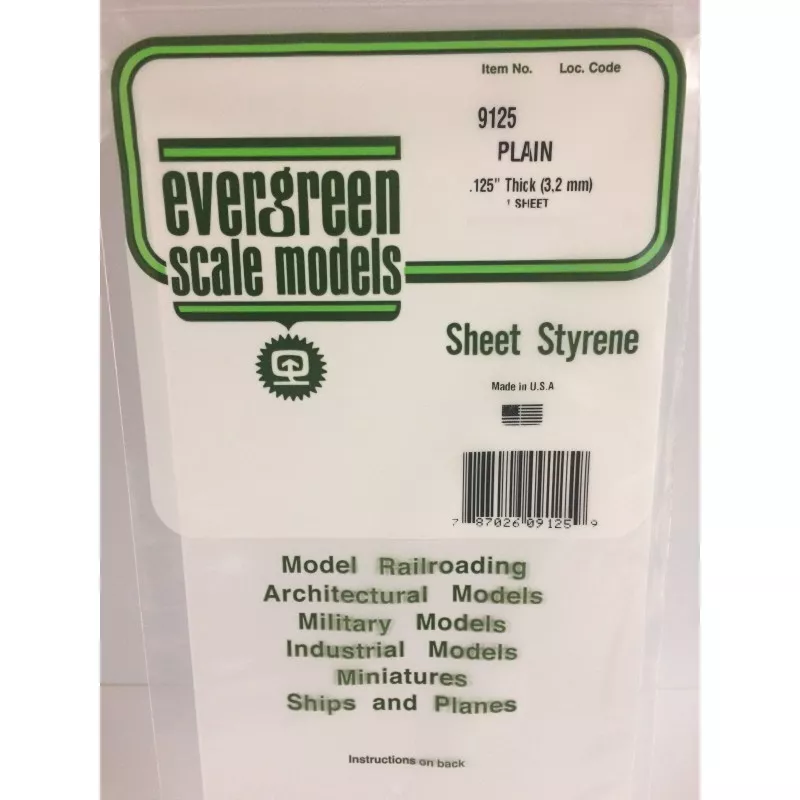 Item No. Loc. Code
9125
PLAIN
.125" Thick (3.2 mm)
1 SHEET
evergreen
scale models
Sheet Styrene
Made in U.S.A
7 87026 09125 9
Model Railroading
Architectural Models
Military Models
Industrial Models
Miniatures
Ships and Planes
Instructions on back